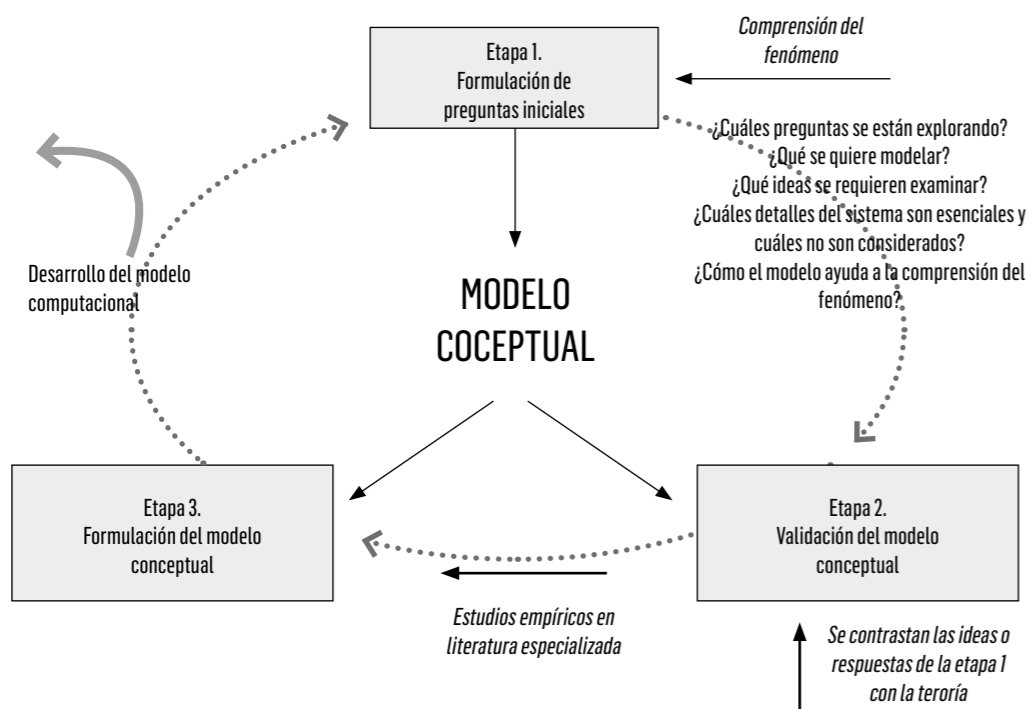 Comprensión del
fenómeno
Etapa 1.
Formulación de
preguntas iniciales
¿Cuáles preguntas se están explorando?
¿Qué se quiere modelar?
¿Qué ideas se requieren examinar?
¿Cuáles detalles del sistema son esenciales y
cuáles no son considerados?
¿Cómo el modelo ayuda a la comprensión del
fenómeno?
Desarrollo del modelo
computacional
MODELO
COCEPTUAL
Etapa 3.
Formulación del modelo
conceptual
Etapa 2.
Validación del modelo
conceptual
Estudios empíricos en
literatura especializada
Se contrastan las ideas o
respuestas de la etapa 1
con la teroría